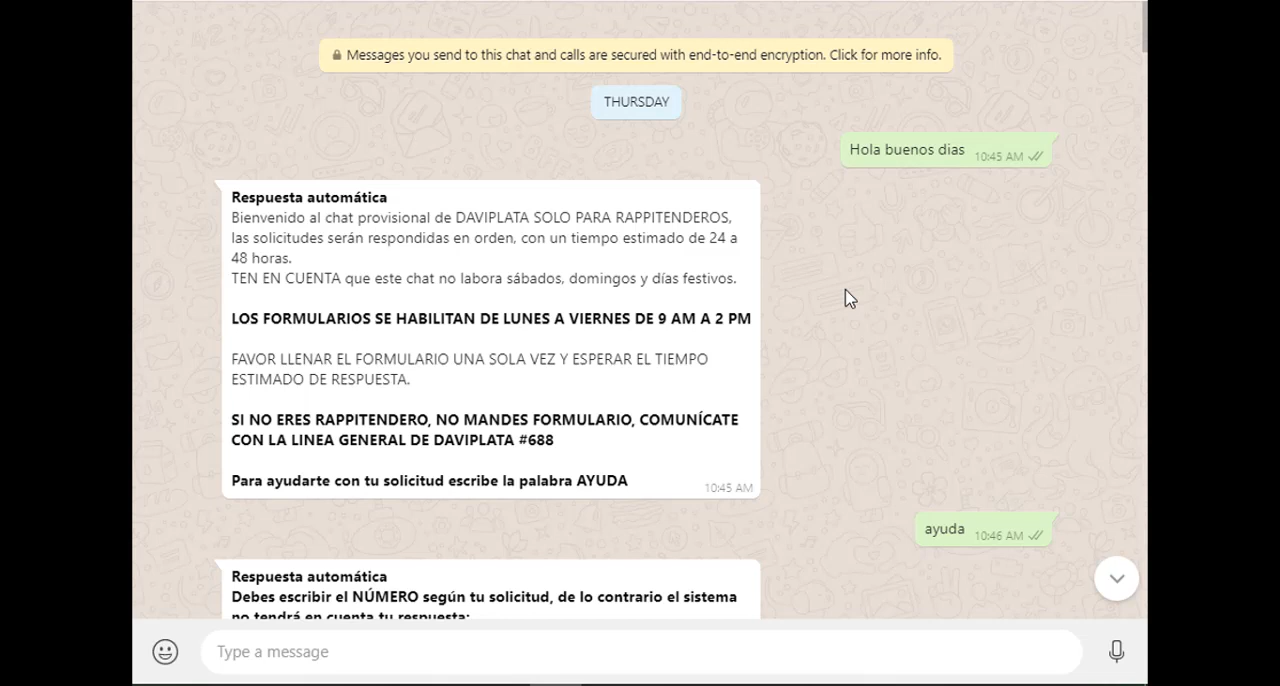 Messages you send to this chat and calls are secured with end-to-end encryption. Click for more info.
THURSDAY
Hola buenos dias 10:45 AM
Respuesta automática
Bienvenido al chat provisional de DAVIPLATA SOLO PARA RAPPITENDEROS,
las solicitudes serán respondidas en orden, con un tiempo estimado de 24 a
48 horas.
TEN EN CUENTA que este chat no labora sábados, domingos y días festivos.
LOS FORMULARIOS SE HABILITAN DE LUNES A VIERNES DE 9 AM A 2 PM
FAVOR LLENAR EL FORMULARIO UNA SOLA VEZ Y ESPERAR EL TIEMPO
ESTIMADO DE RESPUESTA.
SI NO ERES RAPPITENDERO, NO MANDES FORMULARIO, COMUNÍCATE
CON LA LINEA GENERAL DE DAVIPLATA #688
Para ayudarte con tu solicitud escribe la palabra AYUDA
10:45 AM
ayuda 10:46 AM
Respuesta automática
Debes escribir el NÚMERO según tu solicitud, de lo contrario el sistema
no tendrá en cuenta tu respuesta:
Type a message